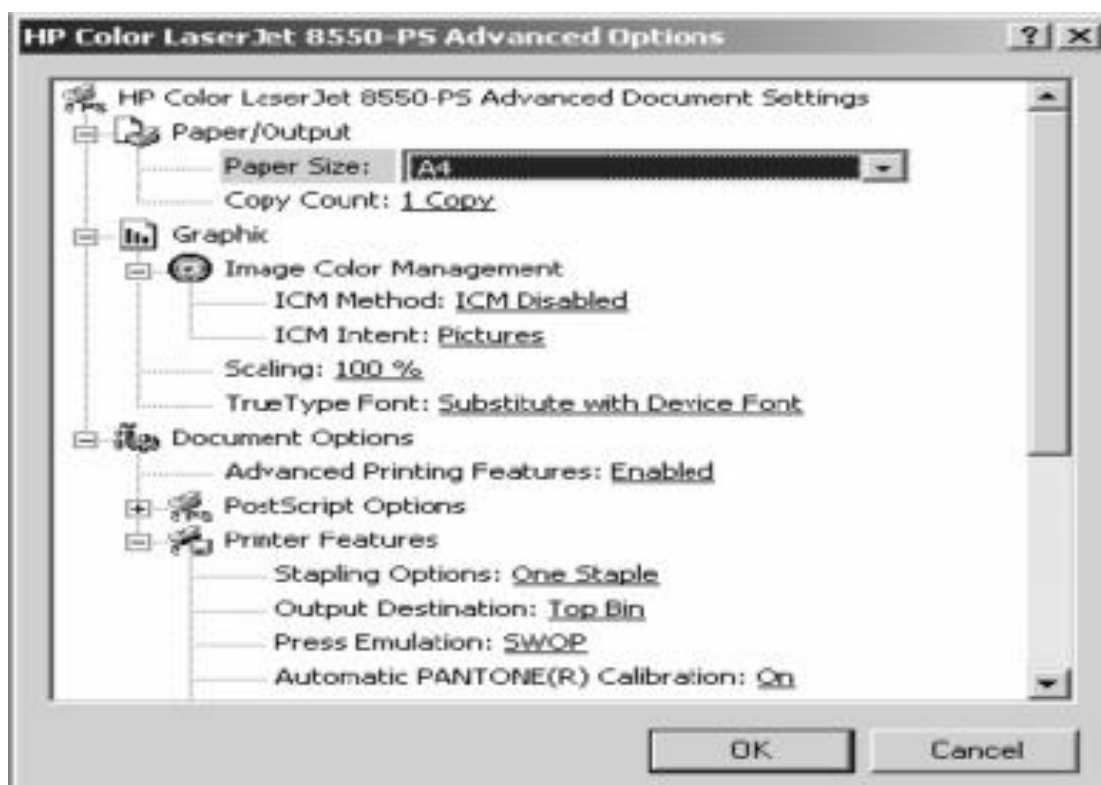 HP Color LaserJet 8550-PS Advanced Options
HP Color LaserJet 8550-PS Advanced Document Settings
Paper/Output
Paper Size: A4
Copy Count: 1 Copy
Graphic
Image Color Management
ICM Method: ICM Disabled
ICM Intent: Pictures
Scaling: 100 %
TrueType Font: Substitute with Device Font
Document Options
Advanced Printing Features: Enabled
PostScript Options
Printer Features
Stapling Options: One Staple
Output Destination: Top Bin
Press Emulation: SWOP
Automatic PANTONE(R) Calibration: On
OK Cancel